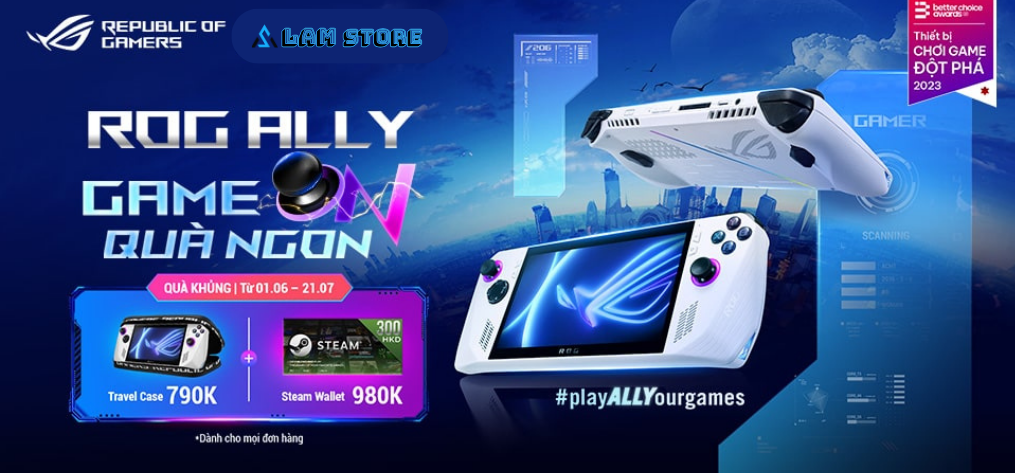 REPUBLIC OF
GAMERS
LAM STORE
better choice
awards
Thiết bị
CHƠI GAME
ĐỘT PHÁ
2023
/206
ROG ALLY
GAME ON
QUÀ NGON
GAMER
SCANNING
QUÀ KHỦNG | Từ 01.06 – 21.07
STEAM
300
HKD
Travel Case 790K
+
Steam Wallet 980K
*Dành cho mọi đơn hàng
#playALLYourgames